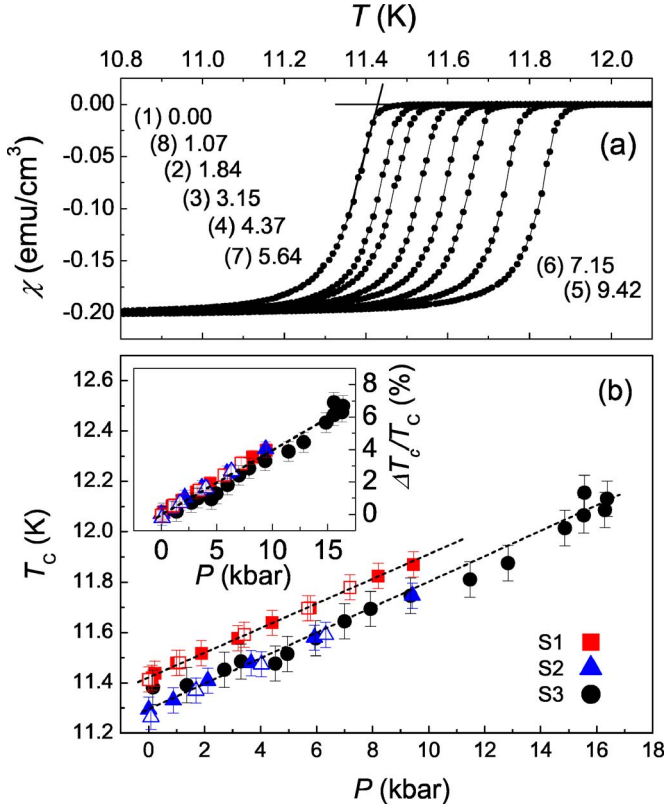 T (K)
10.8 11.0 11.2 11.4 11.6 11.8 12.0
0.00
-0.05
-0.10
-0.15
-0.20
χ (emu/cm³)
(a)
(1) 0.00
(8) 1.07
(2) 1.84
(3) 3.15
(4) 4.37
(7) 5.64
(6) 7.15
(5) 9.42
(b)
12.6
12.4
12.2
12.0
11.8
11.6
11.4
11.2
T_c (K)
8
6
4
2
0
ΔT_c/T_c (%)
0 5 10 15
P (kbar)
S1
S2
S3
0 2 4 6 8 10 12 14 16 18
P (kbar)